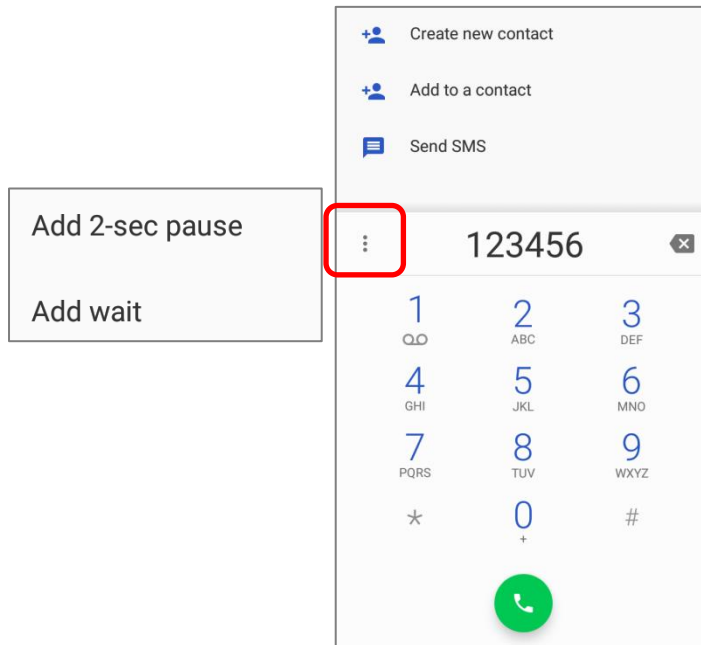 Create new contact
Add to a contact
Send SMS
Add 2-sec pause
Add wait
123456
1 2 3
ABC DEF
4 5 6
GHI JKL MNO
7 8 9
PQRS TUV WXYZ
* 0 #
+